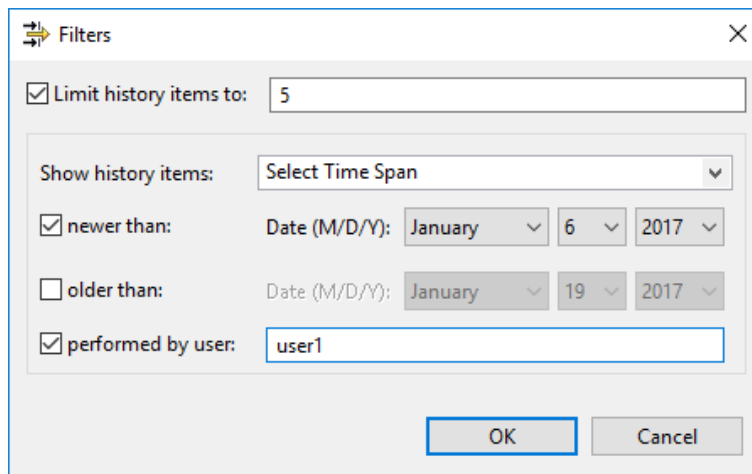 Filters
Limit history items to: 5
Show history items: Select Time Span
newer than: Date (M/D/Y): January 6 2017
older than: Date (M/D/Y): January 19 2017
performed by user: user1
OK Cancel